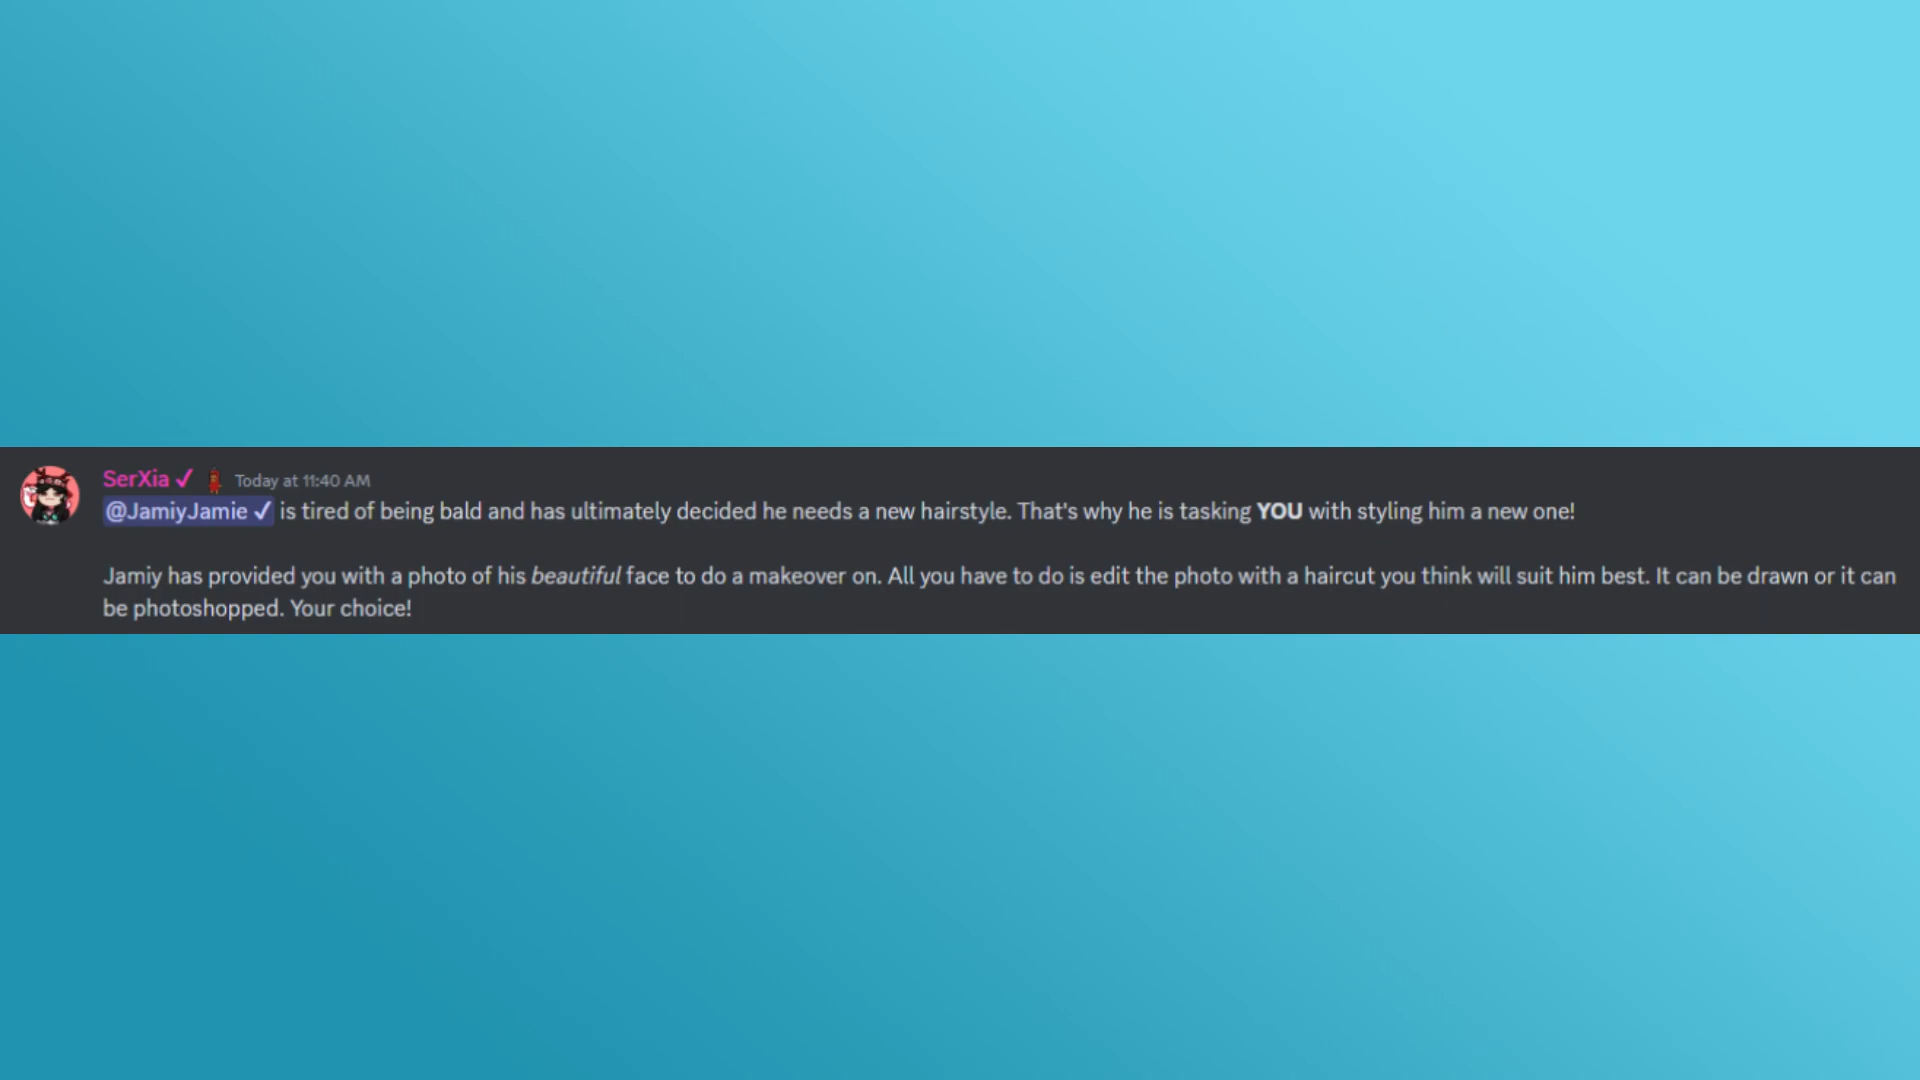 SerXia ✓ Today at 11:40 AM
@JamiyJamie ✓ is tired of being bald and has ultimately decided he needs a new hairstyle. That's why he is tasking YOU with styling him a new one!
Jamiy has provided you with a photo of his beautiful face to do a makeover on. All you have to do is edit the photo with a haircut you think will suit him best. It can be drawn or it can
be photoshopped. Your choice!